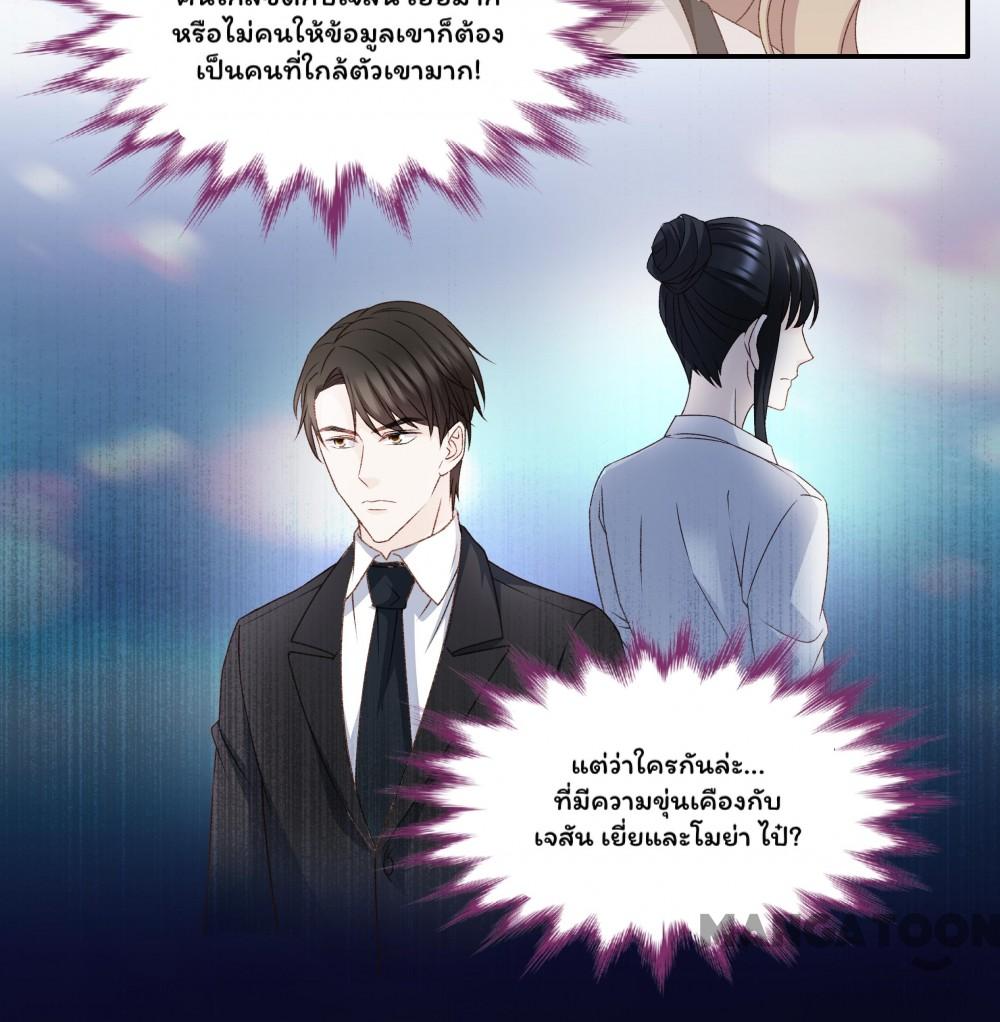 หรือไม่คนให้ข้อมูลเขาก็ต้อง
เป็นคนที่ใกล้ตัวเขามาก!
แต่ว่าใครกันล่ะ...
ที่มีความขุ่นเคืองกับ
เจสัน เยี่ยและโมย่า ไป๋?
MANGATOON